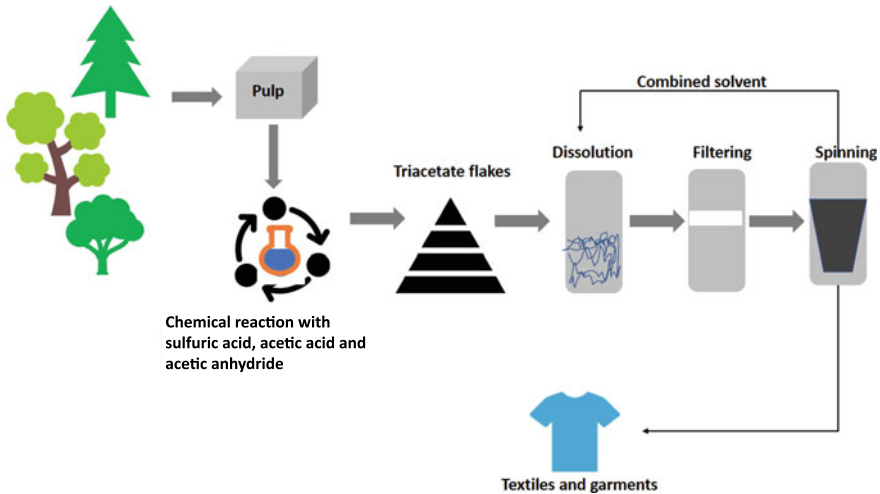 Combined solvent
Pulp
Dissolution
Filtering
Spinning
Triacetate flakes
Chemical reaction with
sulfuric acid, acetic acid and
acetic anhydride
Textiles and garments